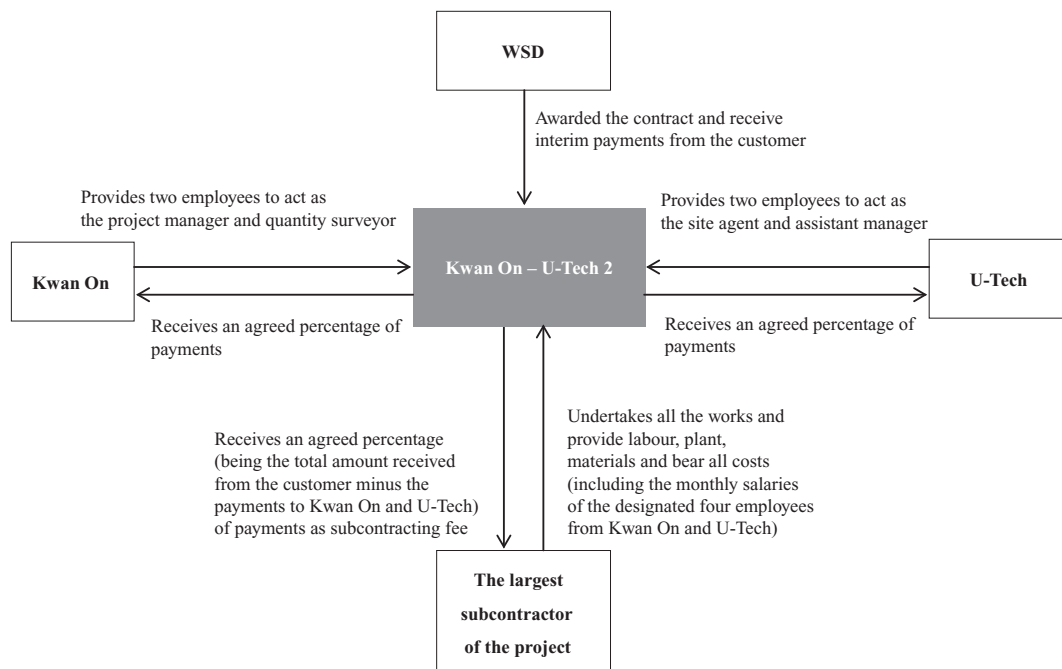 WSD
Awarded the contract and receive
interim payments from the customer
Provides two employees to act as
the project manager and quantity surveyor
Provides two employees to act as
the site agent and assistant manager
Kwan On
Kwan On – U-Tech 2
U-Tech
Receives an agreed percentage of
payments
Receives an agreed percentage of
payments
Receives an agreed percentage
(being the total amount received
from the customer minus the
payments to Kwan On and U-Tech)
of payments as subcontracting fee
Undertakes all the works and
provide labour, plant,
materials and bear all costs
(including the monthly salaries
of the designated four employees
from Kwan On and U-Tech)
The largest
subcontractor
of the project